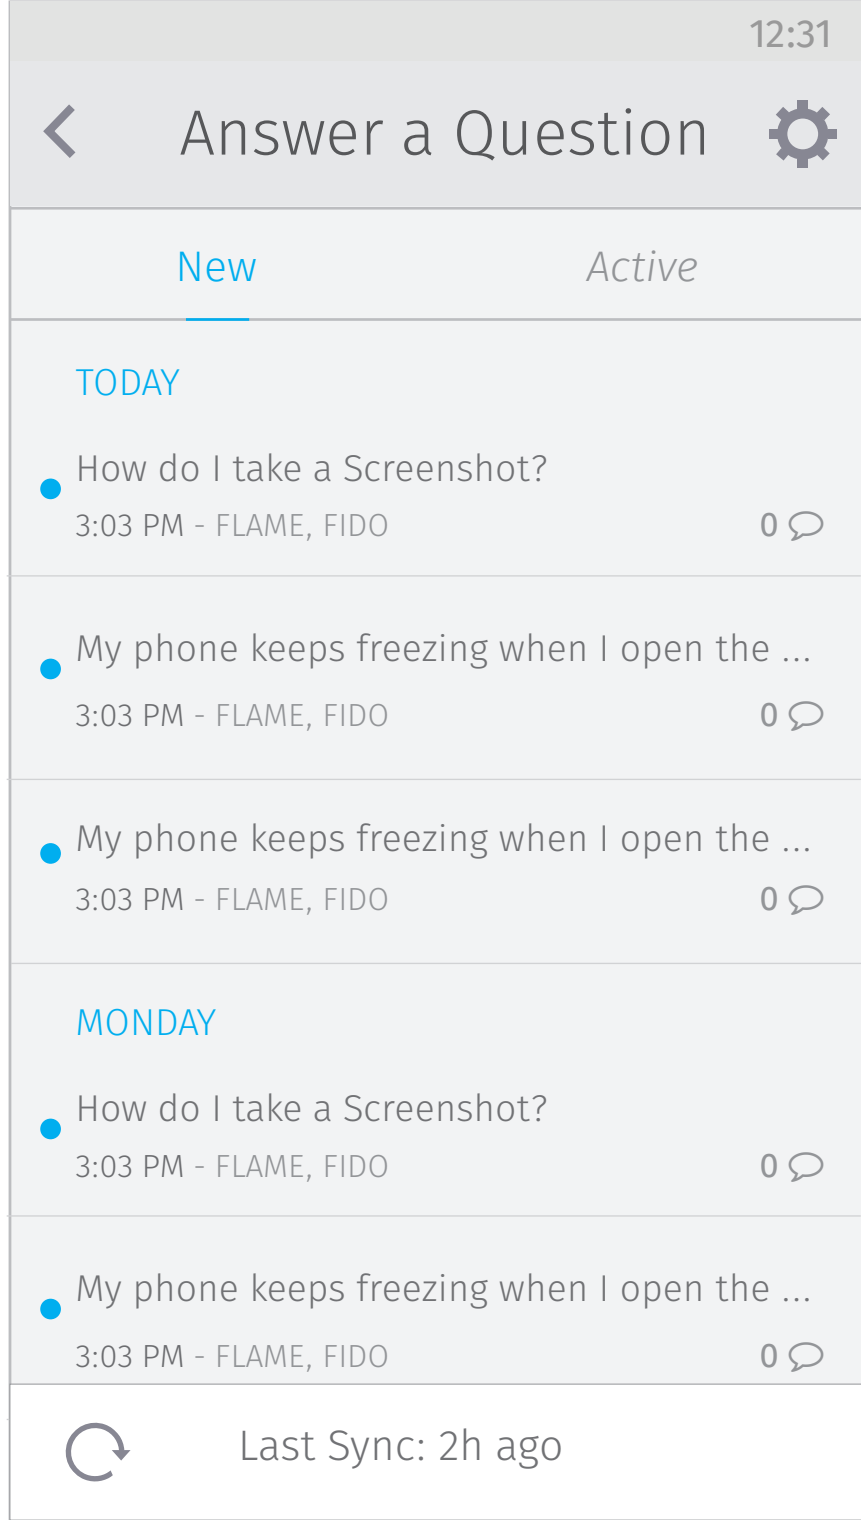 12:31
Answer a Question
New Active
TODAY
How do I take a Screenshot?
3:03 PM - FLAME, FIDO 0
My phone keeps freezing when I open the ...
3:03 PM - FLAME, FIDO 0
My phone keeps freezing when I open the ...
3:03 PM - FLAME, FIDO 0
MONDAY
How do I take a Screenshot?
3:03 PM - FLAME, FIDO 0
My phone keeps freezing when I open the ...
3:03 PM - FLAME, FIDO 0
Last Sync: 2h ago